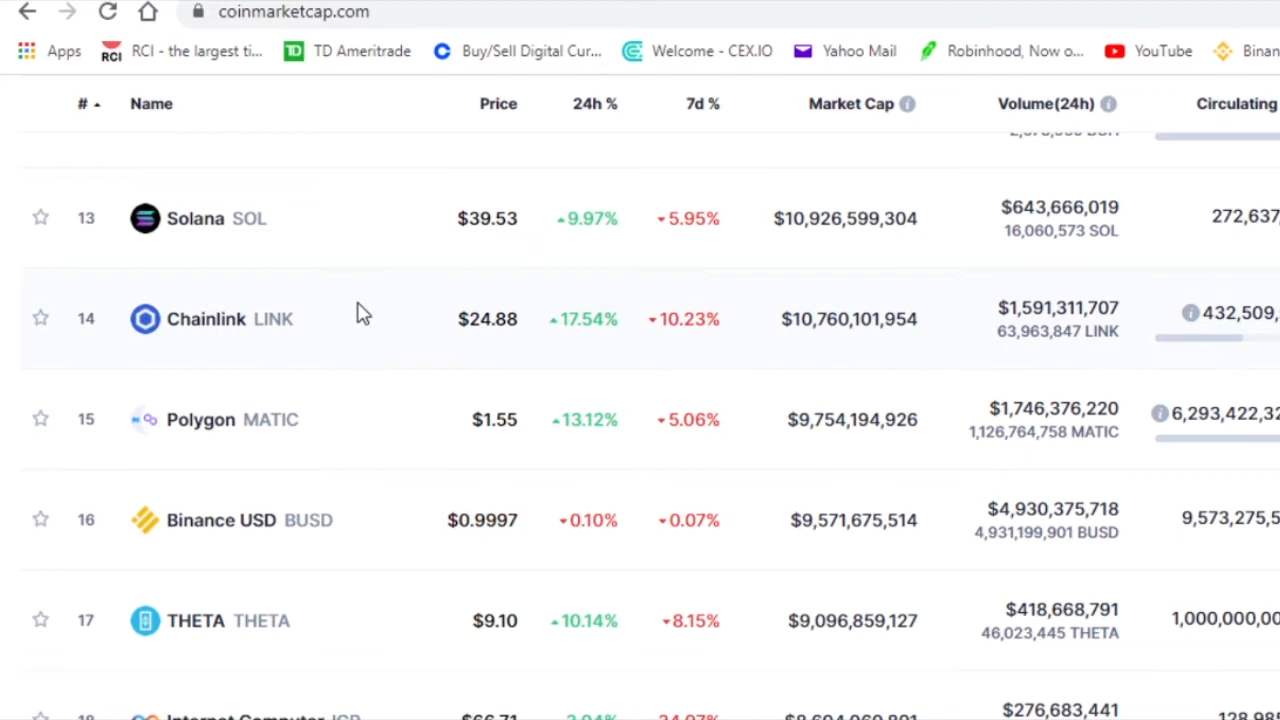 coinmarketcap.com
Apps RCI RCI - the largest ti... TD TD Ameritrade Buy/Sell Digital Cur... Welcome - CEX.IO Yahoo Mail Robinhood, Now o... YouTube Binan
# Name Price 24h % 7d % Market Cap Volume(24h) Circulating
13 Solana SOL $39.53 9.97% 5.95% $10,926,599,304 $643,666,019 272,637,
16,060,573 SOL
14 Chainlink LINK $24.88 17.54% 10.23% $10,760,101,954 $1,591,311,707 432,509,
63,963,847 LINK
15 Polygon MATIC $1.55 13.12% 5.06% $9,754,194,926 $1,746,376,220 6,293,422,32
1,126,764,758 MATIC
16 Binance USD BUSD $0.9997 0.10% 0.07% $9,571,675,514 $4,930,375,718 9,573,275,5
4,931,199,901 BUSD
17 THETA THETA $9.10 10.14% 8.15% $9,096,859,127 $418,668,791 1,000,000,00
46,023,445 THETA
18 Internet Computer ICP $66.71 $276,683,441